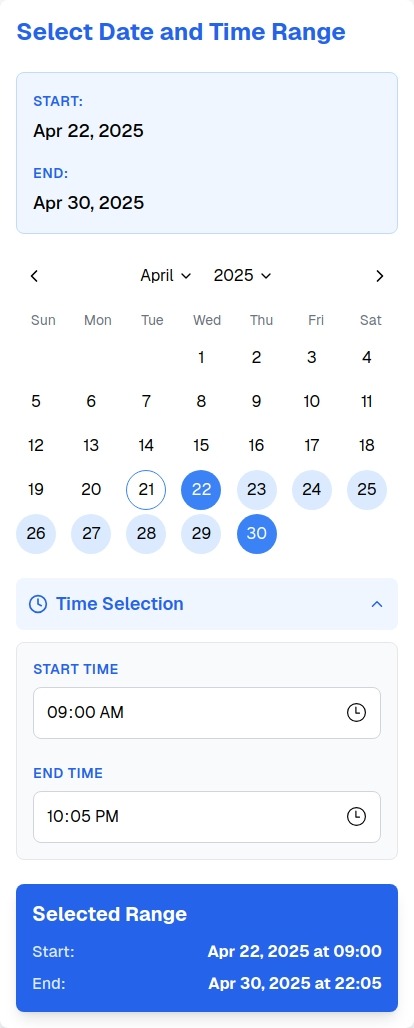 Select Date and Time Range
START:
Apr 22, 2025
END:
Apr 30, 2025
April 2025
Sun Mon Tue Wed Thu Fri Sat
1 2 3 4
5 6 7 8 9 10 11
12 13 14 15 16 17 18
19 20 21 22 23 24 25
26 27 28 29 30
Time Selection
START TIME
09:00 AM
END TIME
10:05 PM
Selected Range
Start: Apr 22, 2025 at 09:00
End: Apr 30, 2025 at 22:05